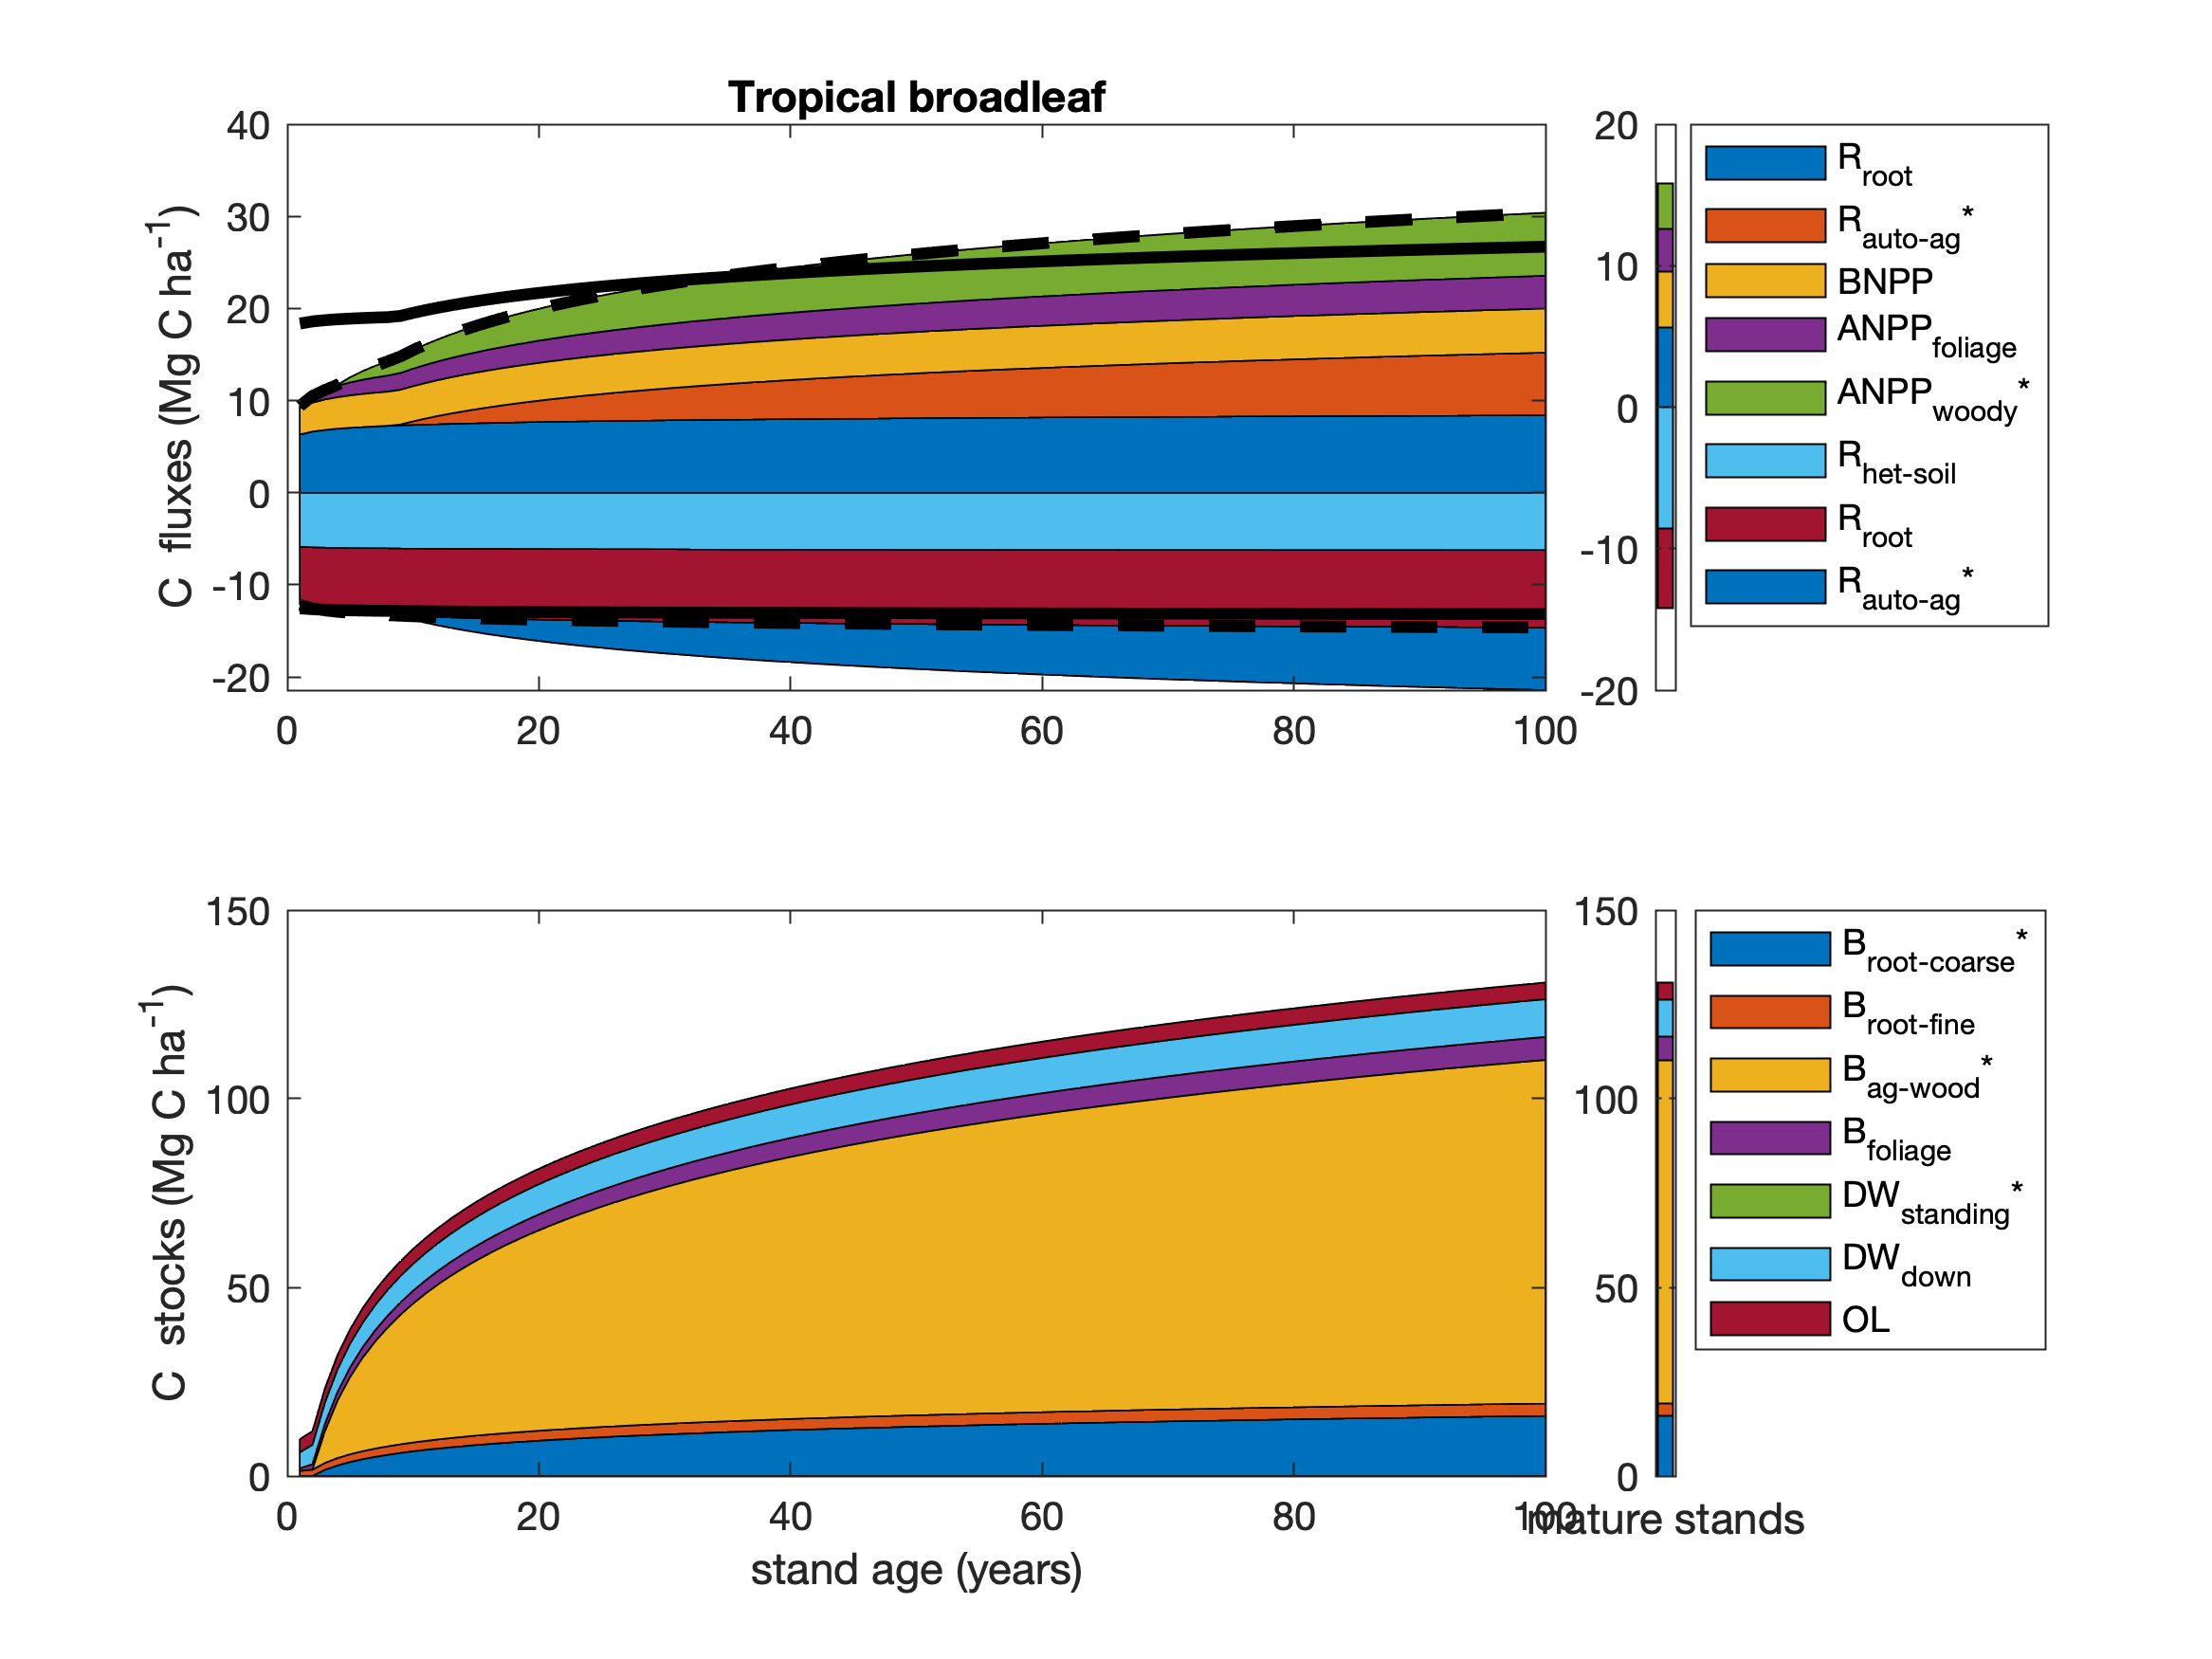 Tropical broadleaf
40
30
20
10
0
-10
-20
C fluxes (Mg C ha-1)
0 20 40 60 80 100
20
10
0
-10
-20
Rroot
Rauto-ag*
BNPP
ANPPfoliage
ANPPwoody*
Rhet-soil
Rroot
Rauto-ag*
150
100
50
0
C stocks (Mg C ha-1)
0 20 40 60 80 100
stand age (years)
150
100
50
0
mature stands
Broot-coarse*
Broot-fine
Bag-wood*
Bfoliage
DWstanding*
DWdown
OL